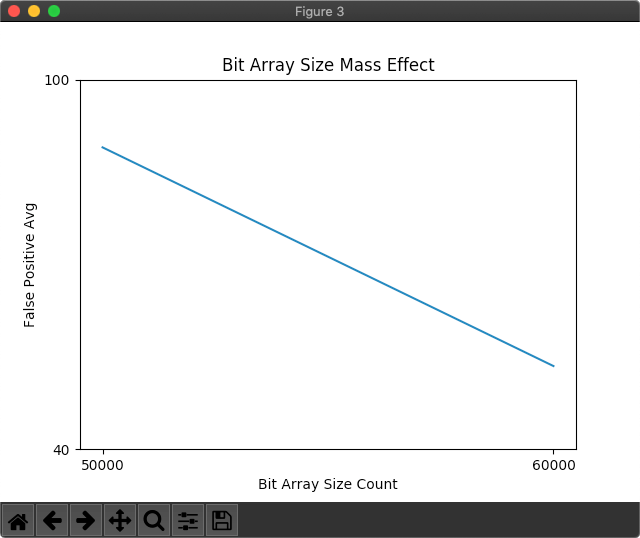 Figure 3
Bit Array Size Mass Effect
100
False Positive Avg
40
50000 60000
Bit Array Size Count